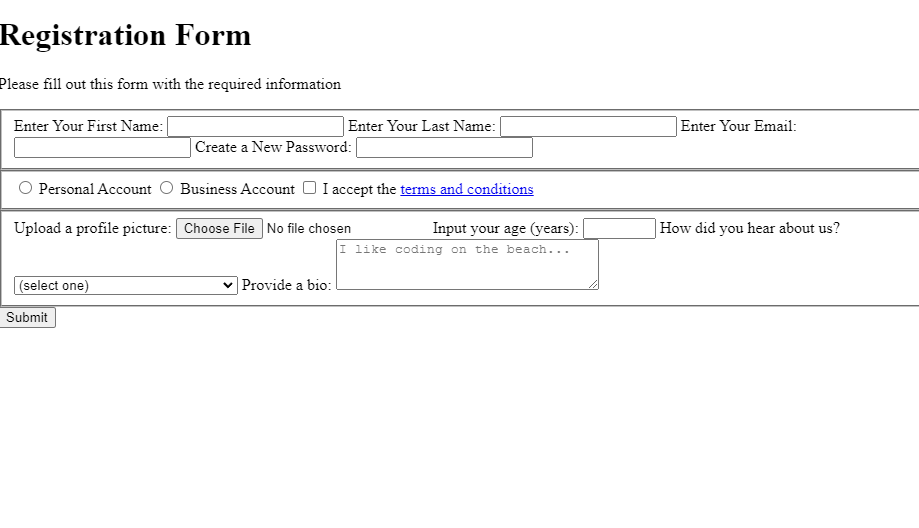 Registration Form
Please fill out this form with the required information
Enter Your First Name: Enter Your Last Name: Enter Your Email:
Create a New Password:
Personal Account Business Account I accept the terms and conditions
Upload a profile picture: Choose File No file chosen Input your age (years): How did you hear about us?
I like coding on the beach...
(select one) Provide a bio:
Submit